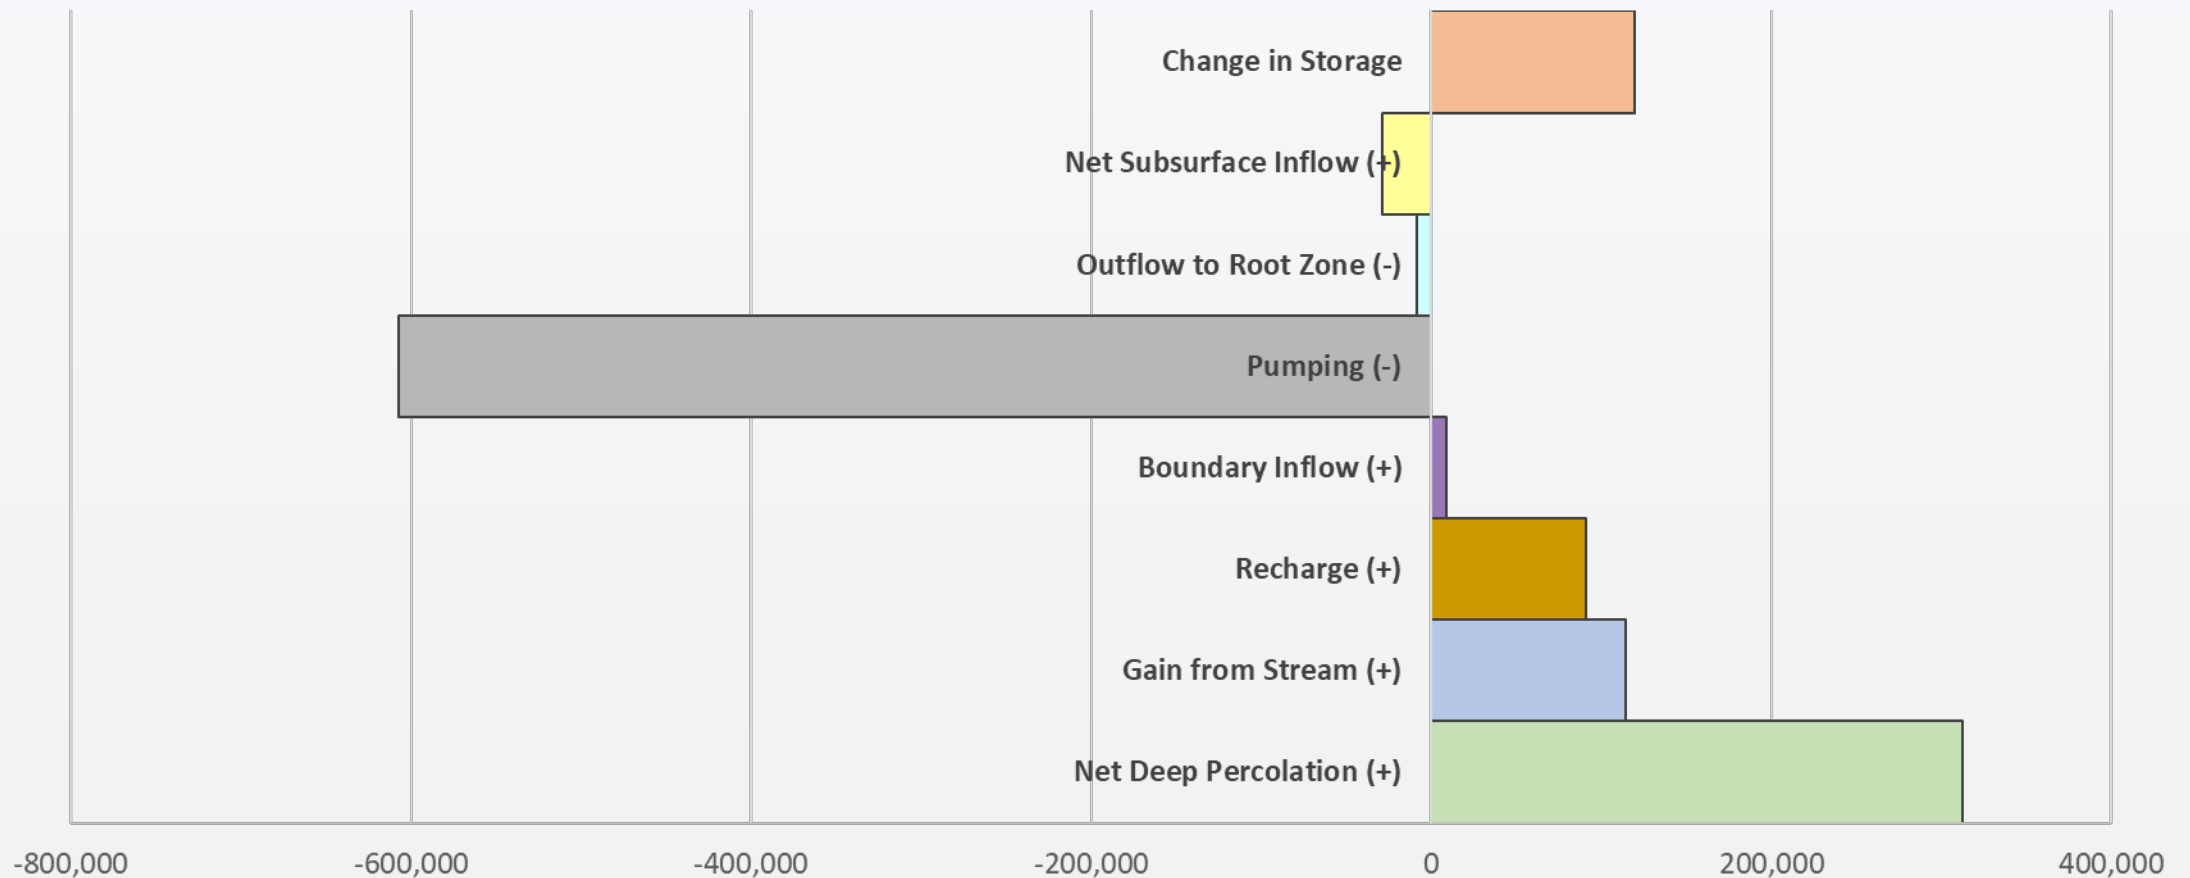 Change in Storage
Net Subsurface Inflow (+)
Outflow to Root Zone (-)
Pumping (-)
Boundary Inflow (+)
Recharge (+)
Gain from Stream (+)
Net Deep Percolation (+)
-800,000 -600,000 -400,000 -200,000 0 200,000 400,000